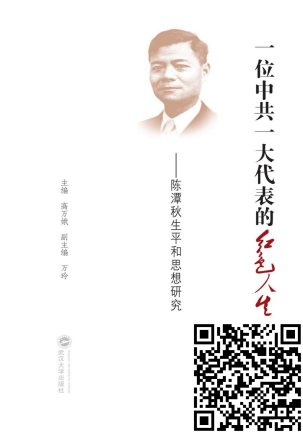 一位中共一大代表的红色人生
——陈潭秋生平和思想研究
主编 高万娥 副主编 万玲
武汉大学出版社